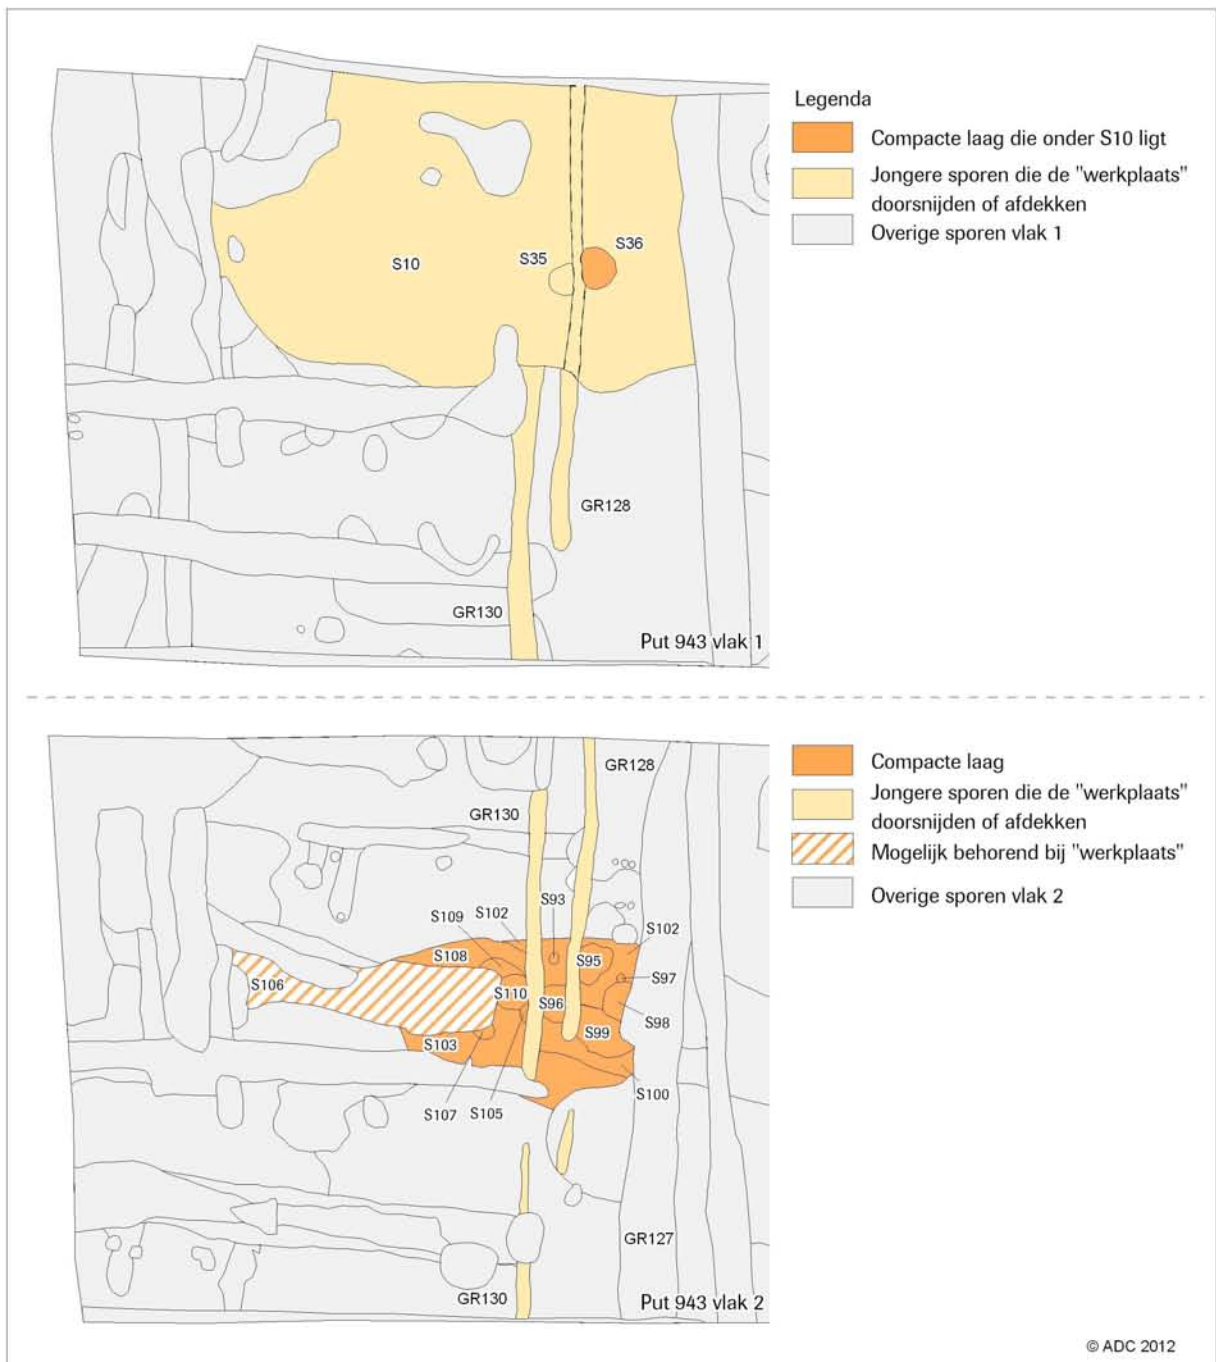 Legenda
Compacte laag die onder S10 ligt
Jongere sporen die de "werkplaats"
doorsnijden of afdekken
Overige sporen vlak 1
S36
S35
S10
GR128
GR130
Put 943 vlak 1
Compacte laag
Jongere sporen die de "werkplaats"
doorsnijden of afdekken
Mogelijk behorend bij "werkplaats"
Overige sporen vlak 2
GR128
GR130
S93
S109
S102
S102
S108
S95
S97
S106
S110
S96
S98
S99
S103
S100
S107
S105
GR127
GR130
Put 943 vlak 2
© ADC 2012